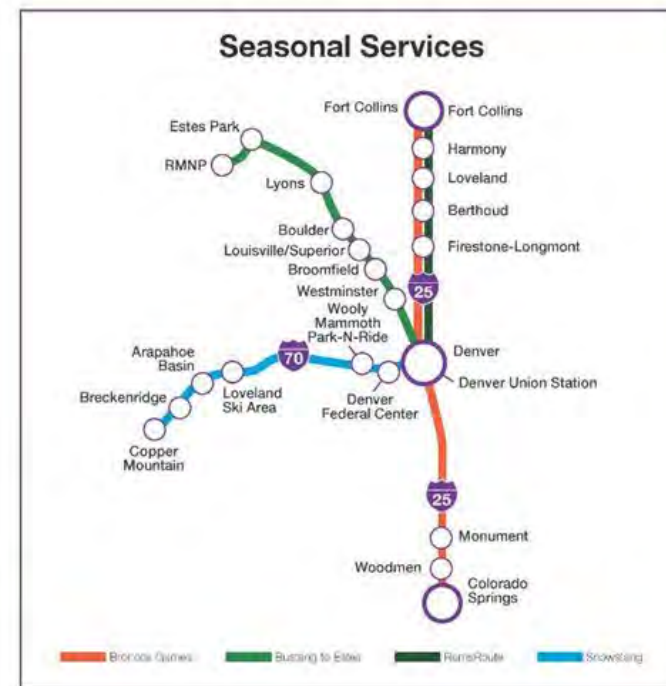 Seasonal Services
Fort Collins
Fort Collins
Estes Park
Harmony
RMNP
Loveland
Lyons
Berthoud
Boulder
Firestone-Longmont
Louisville/Superior
Broomfield
25
Westminster
Wooly
Mammoth
Park-N-Ride
70
Denver
Arapahoe
Basin
Denver Union Station
Breckenridge
Loveland
Ski Area
Denver
Federal Center
Copper
Mountain
25
Monument
Woodmen
Colorado
Springs
Broncos Games
Bustang to Estes
RamsRoute
Snowstang